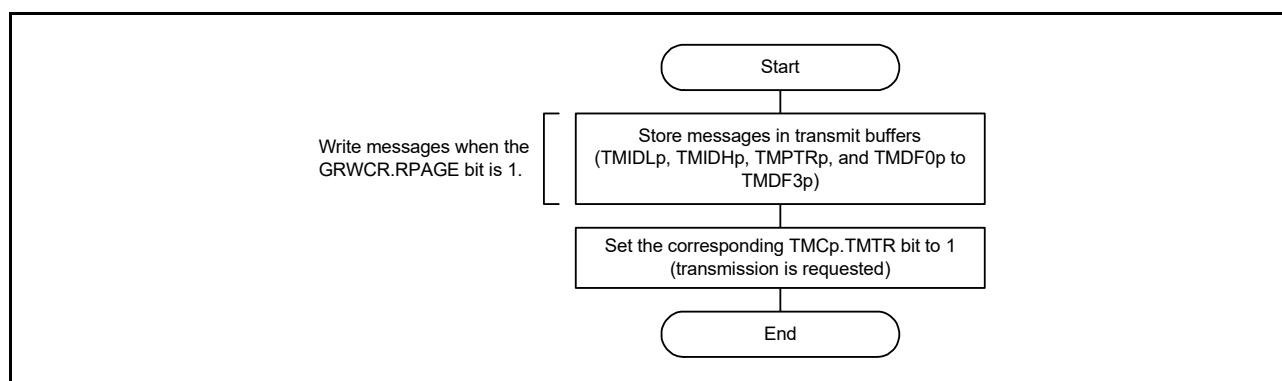 Start
Write messages when the
GRWCR.RPAGE bit is 1.
Store messages in transmit buffers
(TMIDLp, TMIDHp, TMPTRp, and TMDF0p to
TMDF3p)
Set the corresponding TMCp.TMTR bit to 1
(transmission is requested)
End